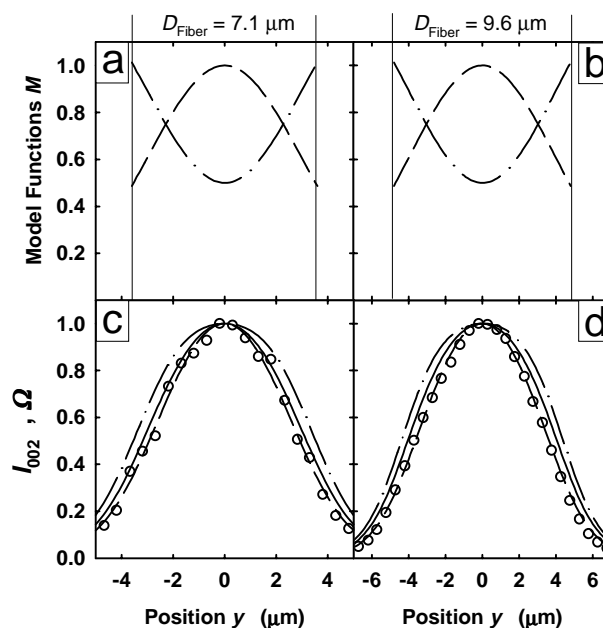 D_Fiber = 7.1 μm D_Fiber = 9.6 μm
a b
1.0
0.8
0.6
0.4
0.2
Model Functions M
c d
1.0
0.8
0.6
0.4
0.2
0.0
I_002 , Ω
-4 -2 0 2 4 -6 -4 -2 0 2 4 6
Position y (μm) Position y (μm)